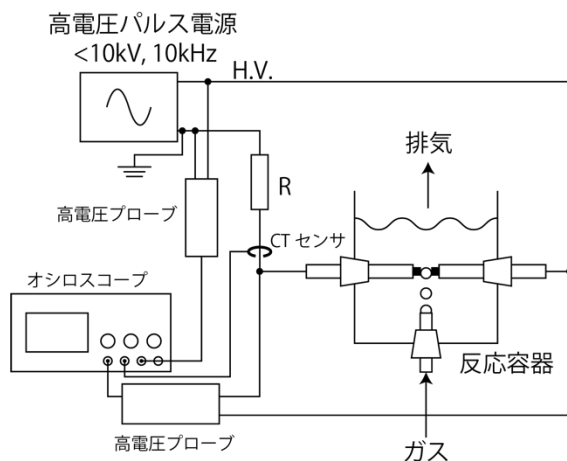 高電圧パルス電源
<10kV, 10kHz
H.V.
排気
R
高電圧プローブ
CT センサ
オシロスコープ
反応容器
高電圧プローブ
ガス